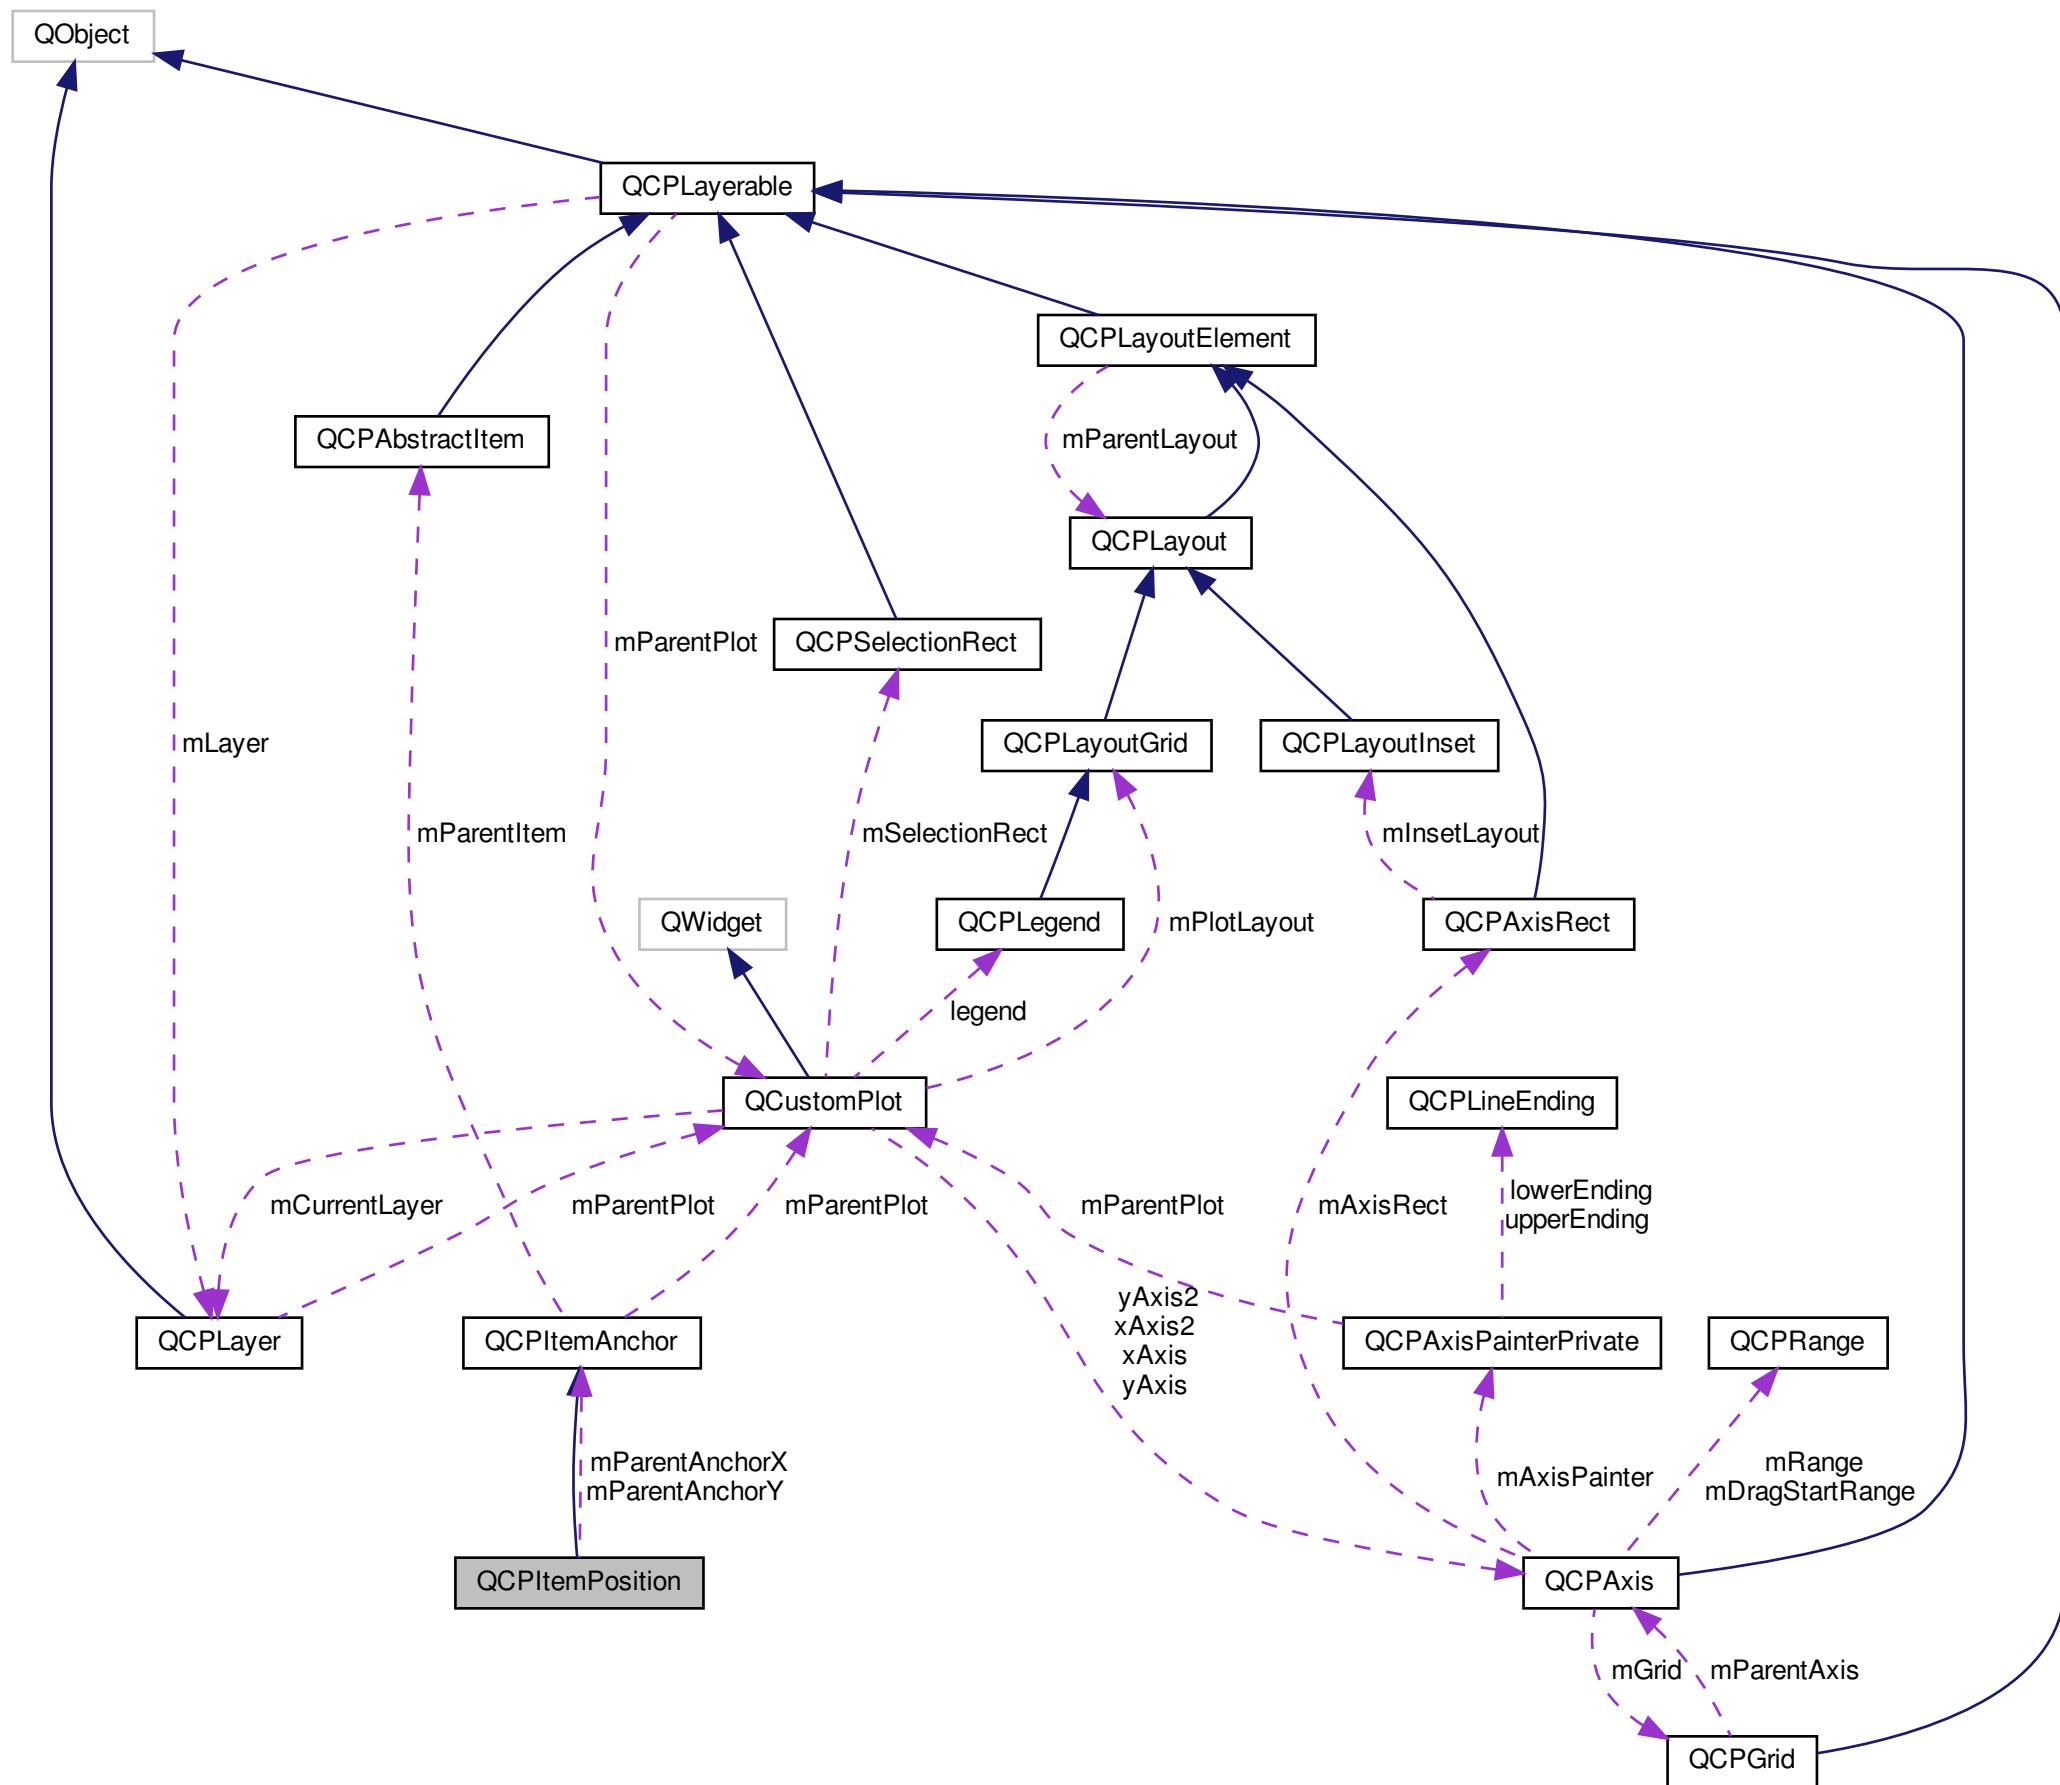 QObject
QCPLayerable
QCPLayoutElement
QCPAbstractItem
mParentLayout
QCPLayout
mParentPlot
QCPSelectionRect
mLayer
QCPLayoutGrid
QCPLayoutInset
mParentItem
mSelectionRect
mInsetLayout
QWidget
QCPLegend
mPlotLayout
QCPAxisRect
legend
QCustomPlot
QCPLineEnding
mCurrentLayer
mParentPlot
mParentPlot
mParentPlot
mAxisRect
lowerEnding
upperEnding
yAxis2
xAxis2
xAxis
yAxis
QCPLayer
QCPItemAnchor
QCPAxisPainterPrivate
QCPRange
mParentAnchorX
mParentAnchorY
mAxisPainter
mRange
mDragStartRange
QCPItemPosition
QCPAxis
mGrid
mParentAxis
QCPGrid